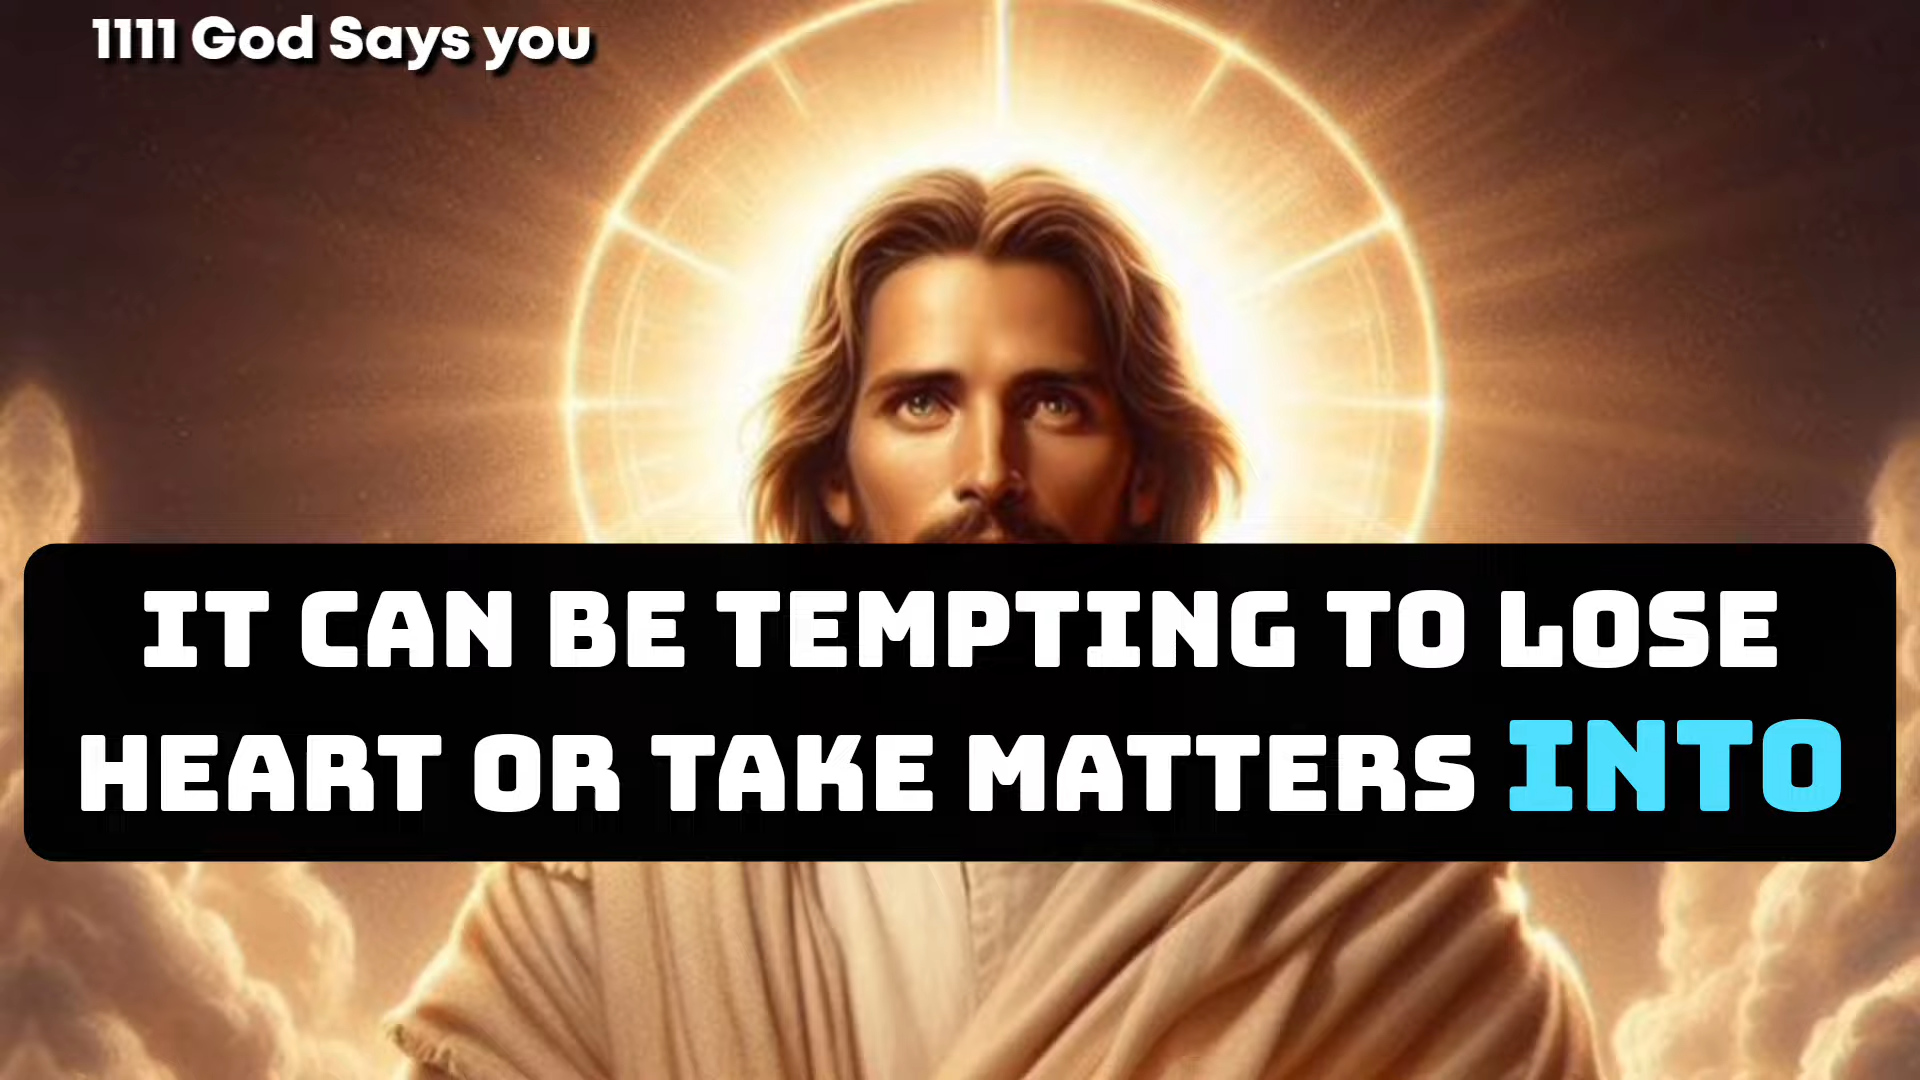 1111 God Says you
IT CAN BE TEMPTING TO LOSE
HEART OR TAKE MATTERS INTO